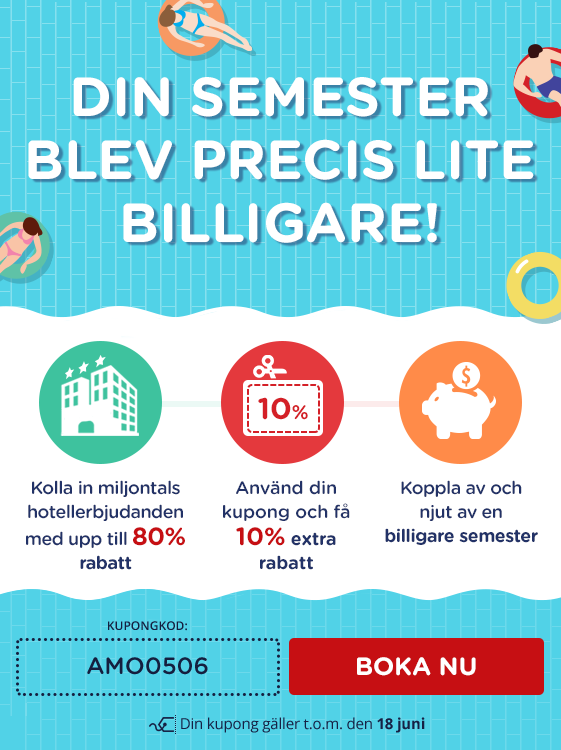 DIN SEMESTER
BLEV PRECIS LITE
BILLIGARE!
$
10%
Kolla in miljontals
hotellerbjudanden
med upp till 80%
rabatt
Använd din
kupong och få
10% extra
rabatt
Koppla av och
njut av en
billigare semester
KUPONGKOD:
AMO0506
BOKA NU
Din kupong gäller t.o.m. den 18 juni